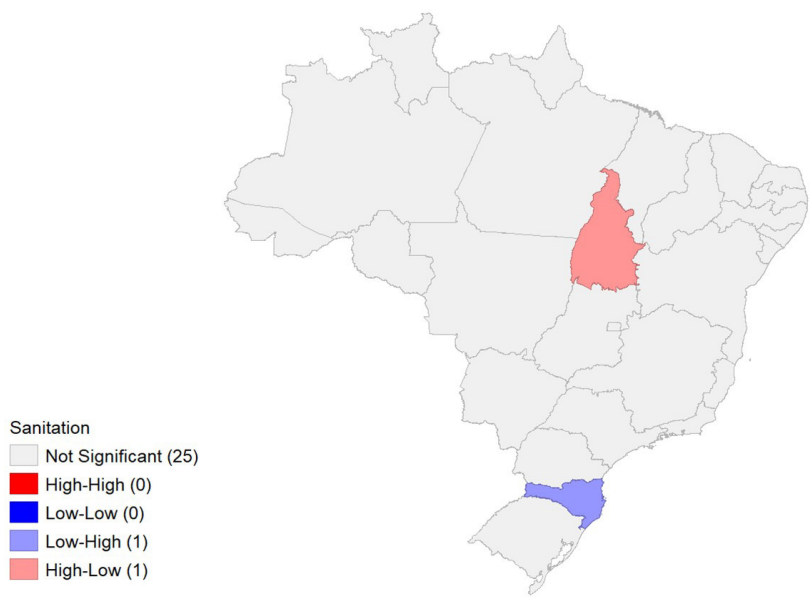 Sanitation
Not Significant (25)
High-High (0)
Low-Low (0)
Low-High (1)
High-Low (1)